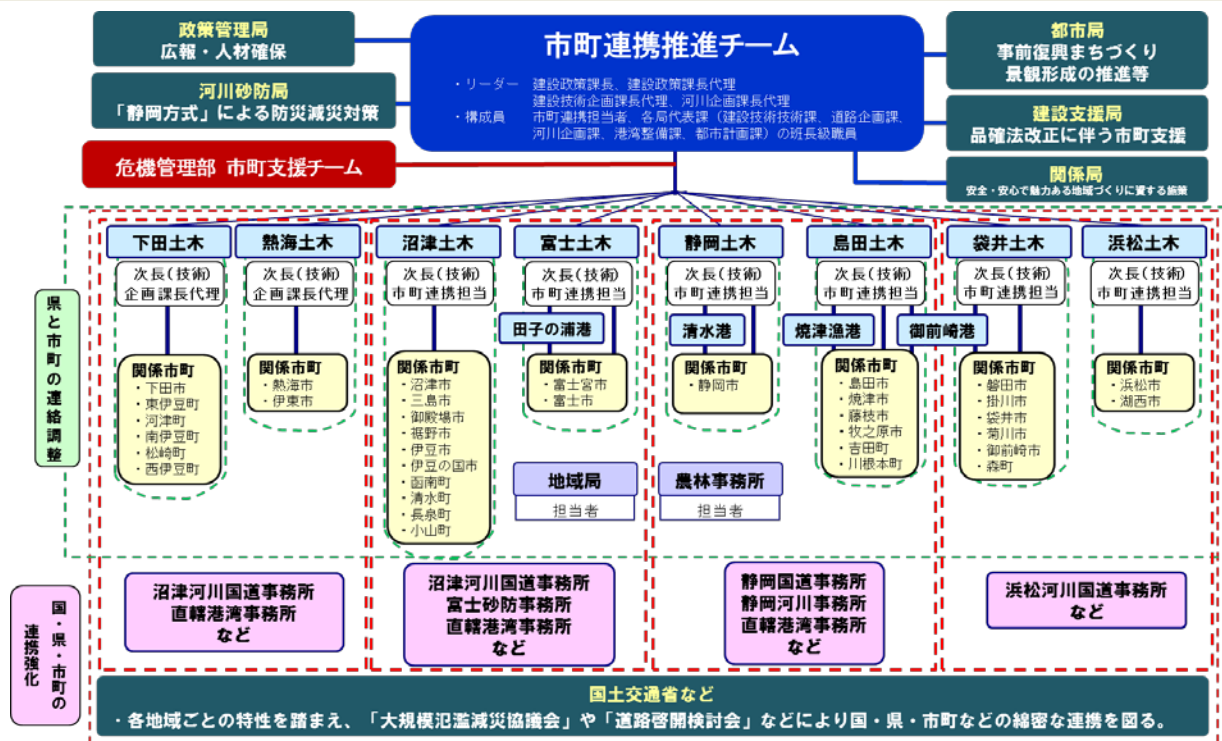 政策管理局
広報・人材確保
河川砂防局
「静岡方式」による防災減災対策
危機管理部 市町支援チーム
市町連携推進チーム
・リーダー 建設政策課長、建設政策課長代理
建設技術企画課長代理、河川企画課長代理
・構成員 市町連携担当者、各局代表課（建設技術技術課、道路企画課、
河川企画課、港湾整備課、都市計画課）の班長級職員
都市局
事前復興まちづくり
景観形成の推進等
建設支援局
品確法改正に伴う市町支援
関係局
安全・安心で魅力ある地域づくりに資する施策
県と市町の連絡調整
下田土木
次長(技術)
企画課長代理
関係市町
・下田市
・東伊豆町
・河津町
・南伊豆町
・松崎町
・西伊豆町
熱海土木
次長(技術)
企画課長代理
関係市町
・熱海市
・伊東市
沼津土木
次長(技術)
市町連携担当
関係市町
・沼津市
・三島市
・御殿場市
・裾野市
・伊豆市
・伊豆の国市
・函南町
・清水町
・長泉町
・小山町
富士土木
次長(技術)
市町連携担当
田子の浦港
関係市町
・富士宮市
・富士市
地域局
担当者
静岡土木
次長(技術)
市町連携担当
清水港
関係市町
・静岡市
農林事務所
担当者
島田土木
次長(技術)
市町連携担当
焼津漁港
御前崎港
関係市町
・島田市
・焼津市
・藤枝市
・牧之原市
・吉田町
・川根本町
袋井土木
次長(技術)
市町連携担当
関係市町
・磐田市
・掛川市
・袋井市
・菊川市
・御前崎市
・森町
浜松土木
次長(技術)
市町連携担当
関係市町
・浜松市
・湖西市
国・県・市町の
連携強化
沼津河川国道事務所
直轄港湾事務所
など
沼津河川国道事務所
富士砂防事務所
直轄港湾事務所
など
静岡国道事務所
静岡河川事務所
直轄港湾事務所
など
浜松河川国道事務所
など
国土交通省など
・各地域ごとの特性を踏まえ、「大規模氾濫減災協議会」や「道路啓開検討会」などにより国・県・市町などの綿密な連携を図る。